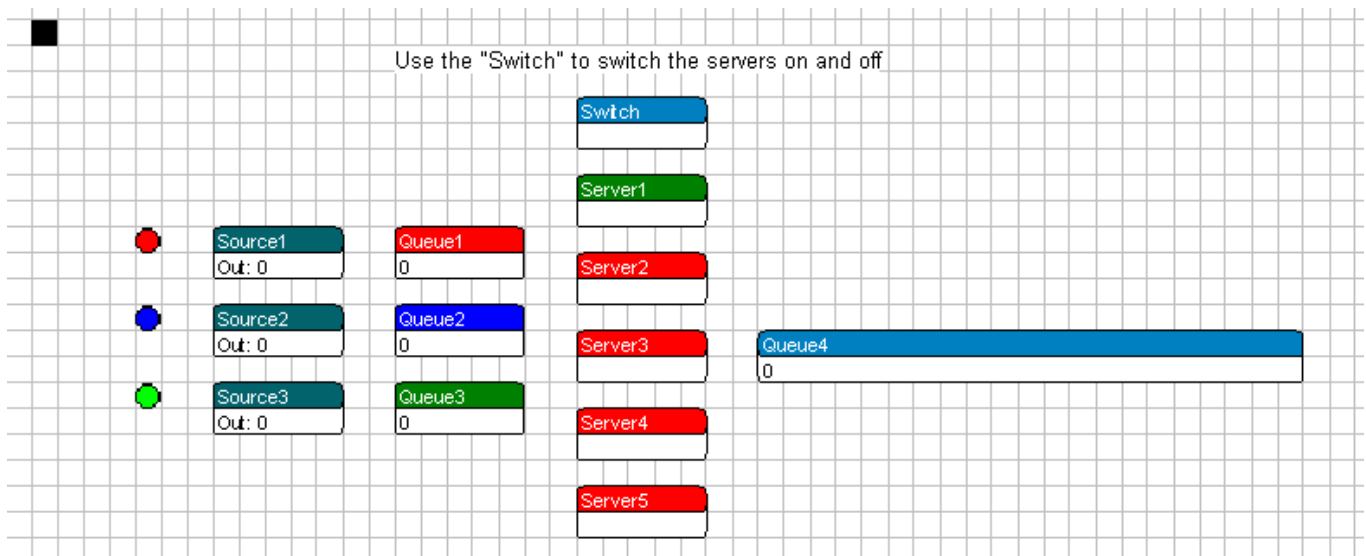 Use the "Switch" to switch the servers on and off
Switch
Server1
Source1
Out: 0
Queue1
0
Server2
Source2
Out: 0
Queue2
0
Server3
Queue4
0
Source3
Out: 0
Queue3
0
Server4
Server5